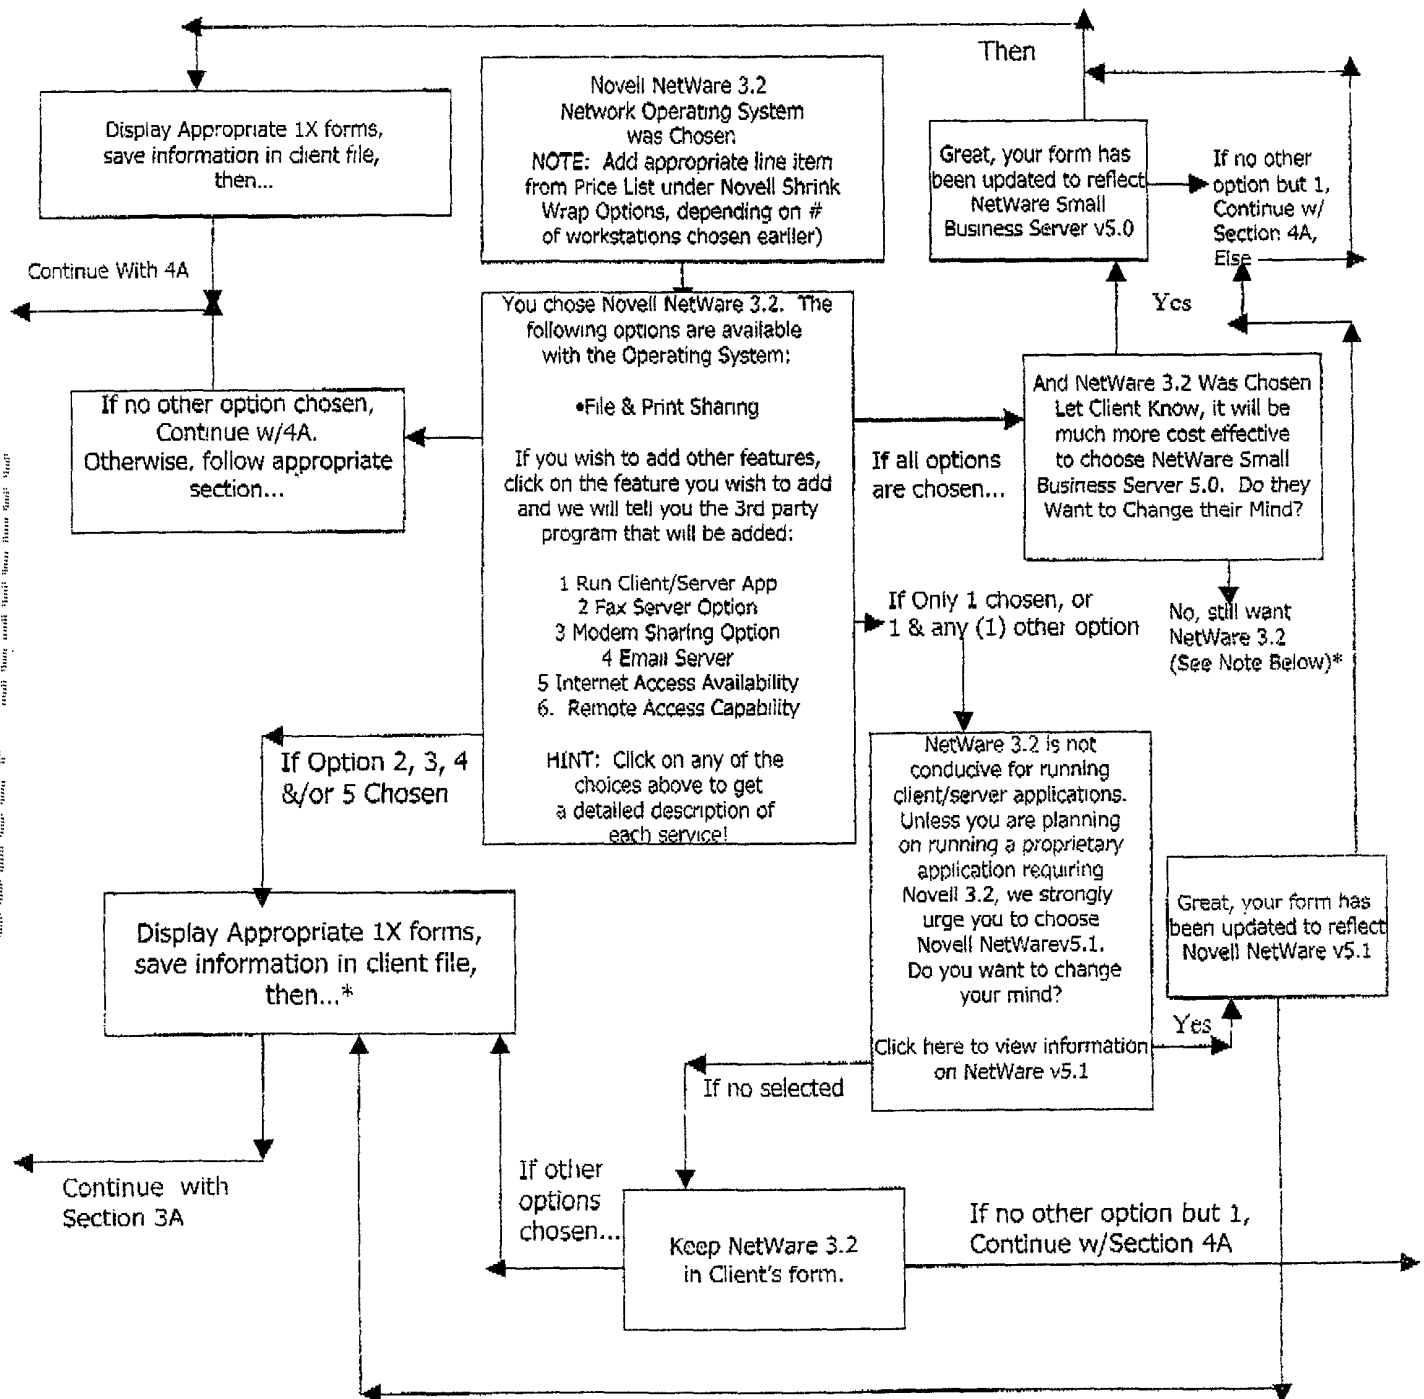 Then
Display Appropriate 1X forms,
save information in client file,
then...
Novell NetWare 3.2
Network Operating System
was Chosen
NOTE: Add appropriate line item
from Price List under Novell Shrink
Wrap Options, depending on #
of workstations chosen earlier)
Great, your form has
been updated to reflect
NetWare Small
Business Server v5.0
If no other
option but 1,
Continue w/
Section 4A,
Else
Continue With 4A
Yes
You chose Novell NetWare 3.2. The
following options are available
with the Operating System:
•File & Print Sharing
If you wish to add other features,
click on the feature you wish to add
and we will tell you the 3rd party
program that will be added:
1 Run Client/Server App
2 Fax Server Option
3 Modem Sharing Option
4 Email Server
5 Internet Access Availability
6. Remote Access Capability
HINT: Click on any of the
choices above to get
a detailed description of
each service!
If no other option chosen,
Continue w/4A.
Otherwise, follow appropriate
section...
If all options
are chosen...
And NetWare 3.2 Was Chosen
Let Client Know, it will be
much more cost effective
to choose NetWare Small
Business Server 5.0. Do they
Want to Change their Mind?
If Only 1 chosen, or
1 & any (1) other option
No, still want
NetWare 3.2
(See Note Below)*
If Option 2, 3, 4
&/or 5 Chosen
NetWare 3.2 is not
conducive for running
client/server applications.
Unless you are planning
on running a proprietary
application requiring
Novell 3.2, we strongly
urge you to choose
Novell NetWarev5.1.
Do you want to change
your mind?
Click here to view information
on NetWare v5.1
Great, your form has
been updated to reflect
Novell NetWare v5.1
Display Appropriate 1X forms,
save information in client file,
then...*
Yes
If no selected
Continue with
Section 3A
If other
options
chosen...
Keep NetWare 3.2
in Client's form.
If no other option but 1,
Continue w/Section 4A